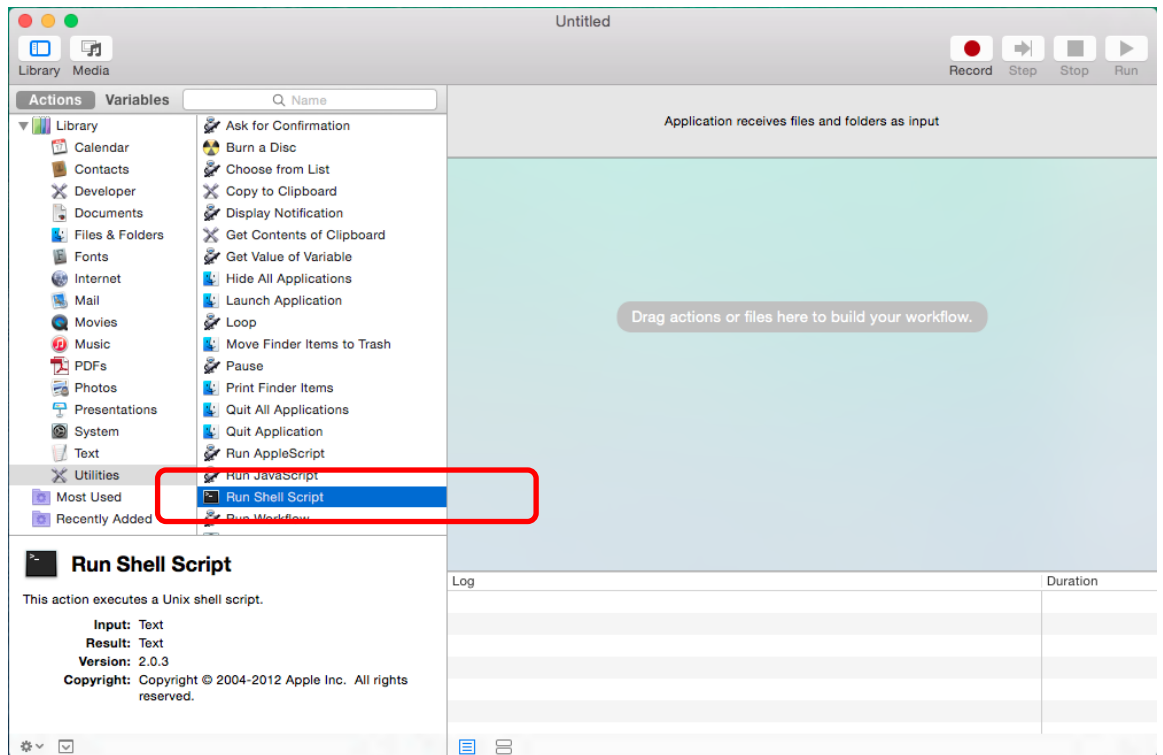 Untitled
Library Media
Record Step Stop Run
Actions Variables
Name
Library
Calendar
Contacts
Developer
Documents
Files & Folders
Fonts
Internet
Mail
Movies
Music
PDFs
Photos
Presentations
System
Text
Utilities
Most Used
Recently Added
Ask for Confirmation
Burn a Disc
Choose from List
Copy to Clipboard
Display Notification
Get Contents of Clipboard
Get Value of Variable
Hide All Applications
Launch Application
Loop
Move Finder Items to Trash
Pause
Print Finder Items
Quit All Applications
Quit Application
Run AppleScript
Run JavaScript
Run Shell Script
Run Workflow
Application receives files and folders as input
Drag actions or files here to build your workflow.
Run Shell Script
This action executes a Unix shell script.
Input: Text
Result: Text
Version: 2.0.3
Copyright: Copyright © 2004-2012 Apple Inc. All rights
reserved.
Log Duration